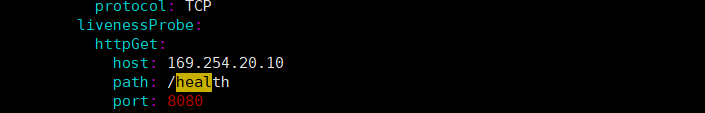 protocol: TCP
livenessProbe:
httpGet:
host: 169.254.20.10
path: /health
port: 8080